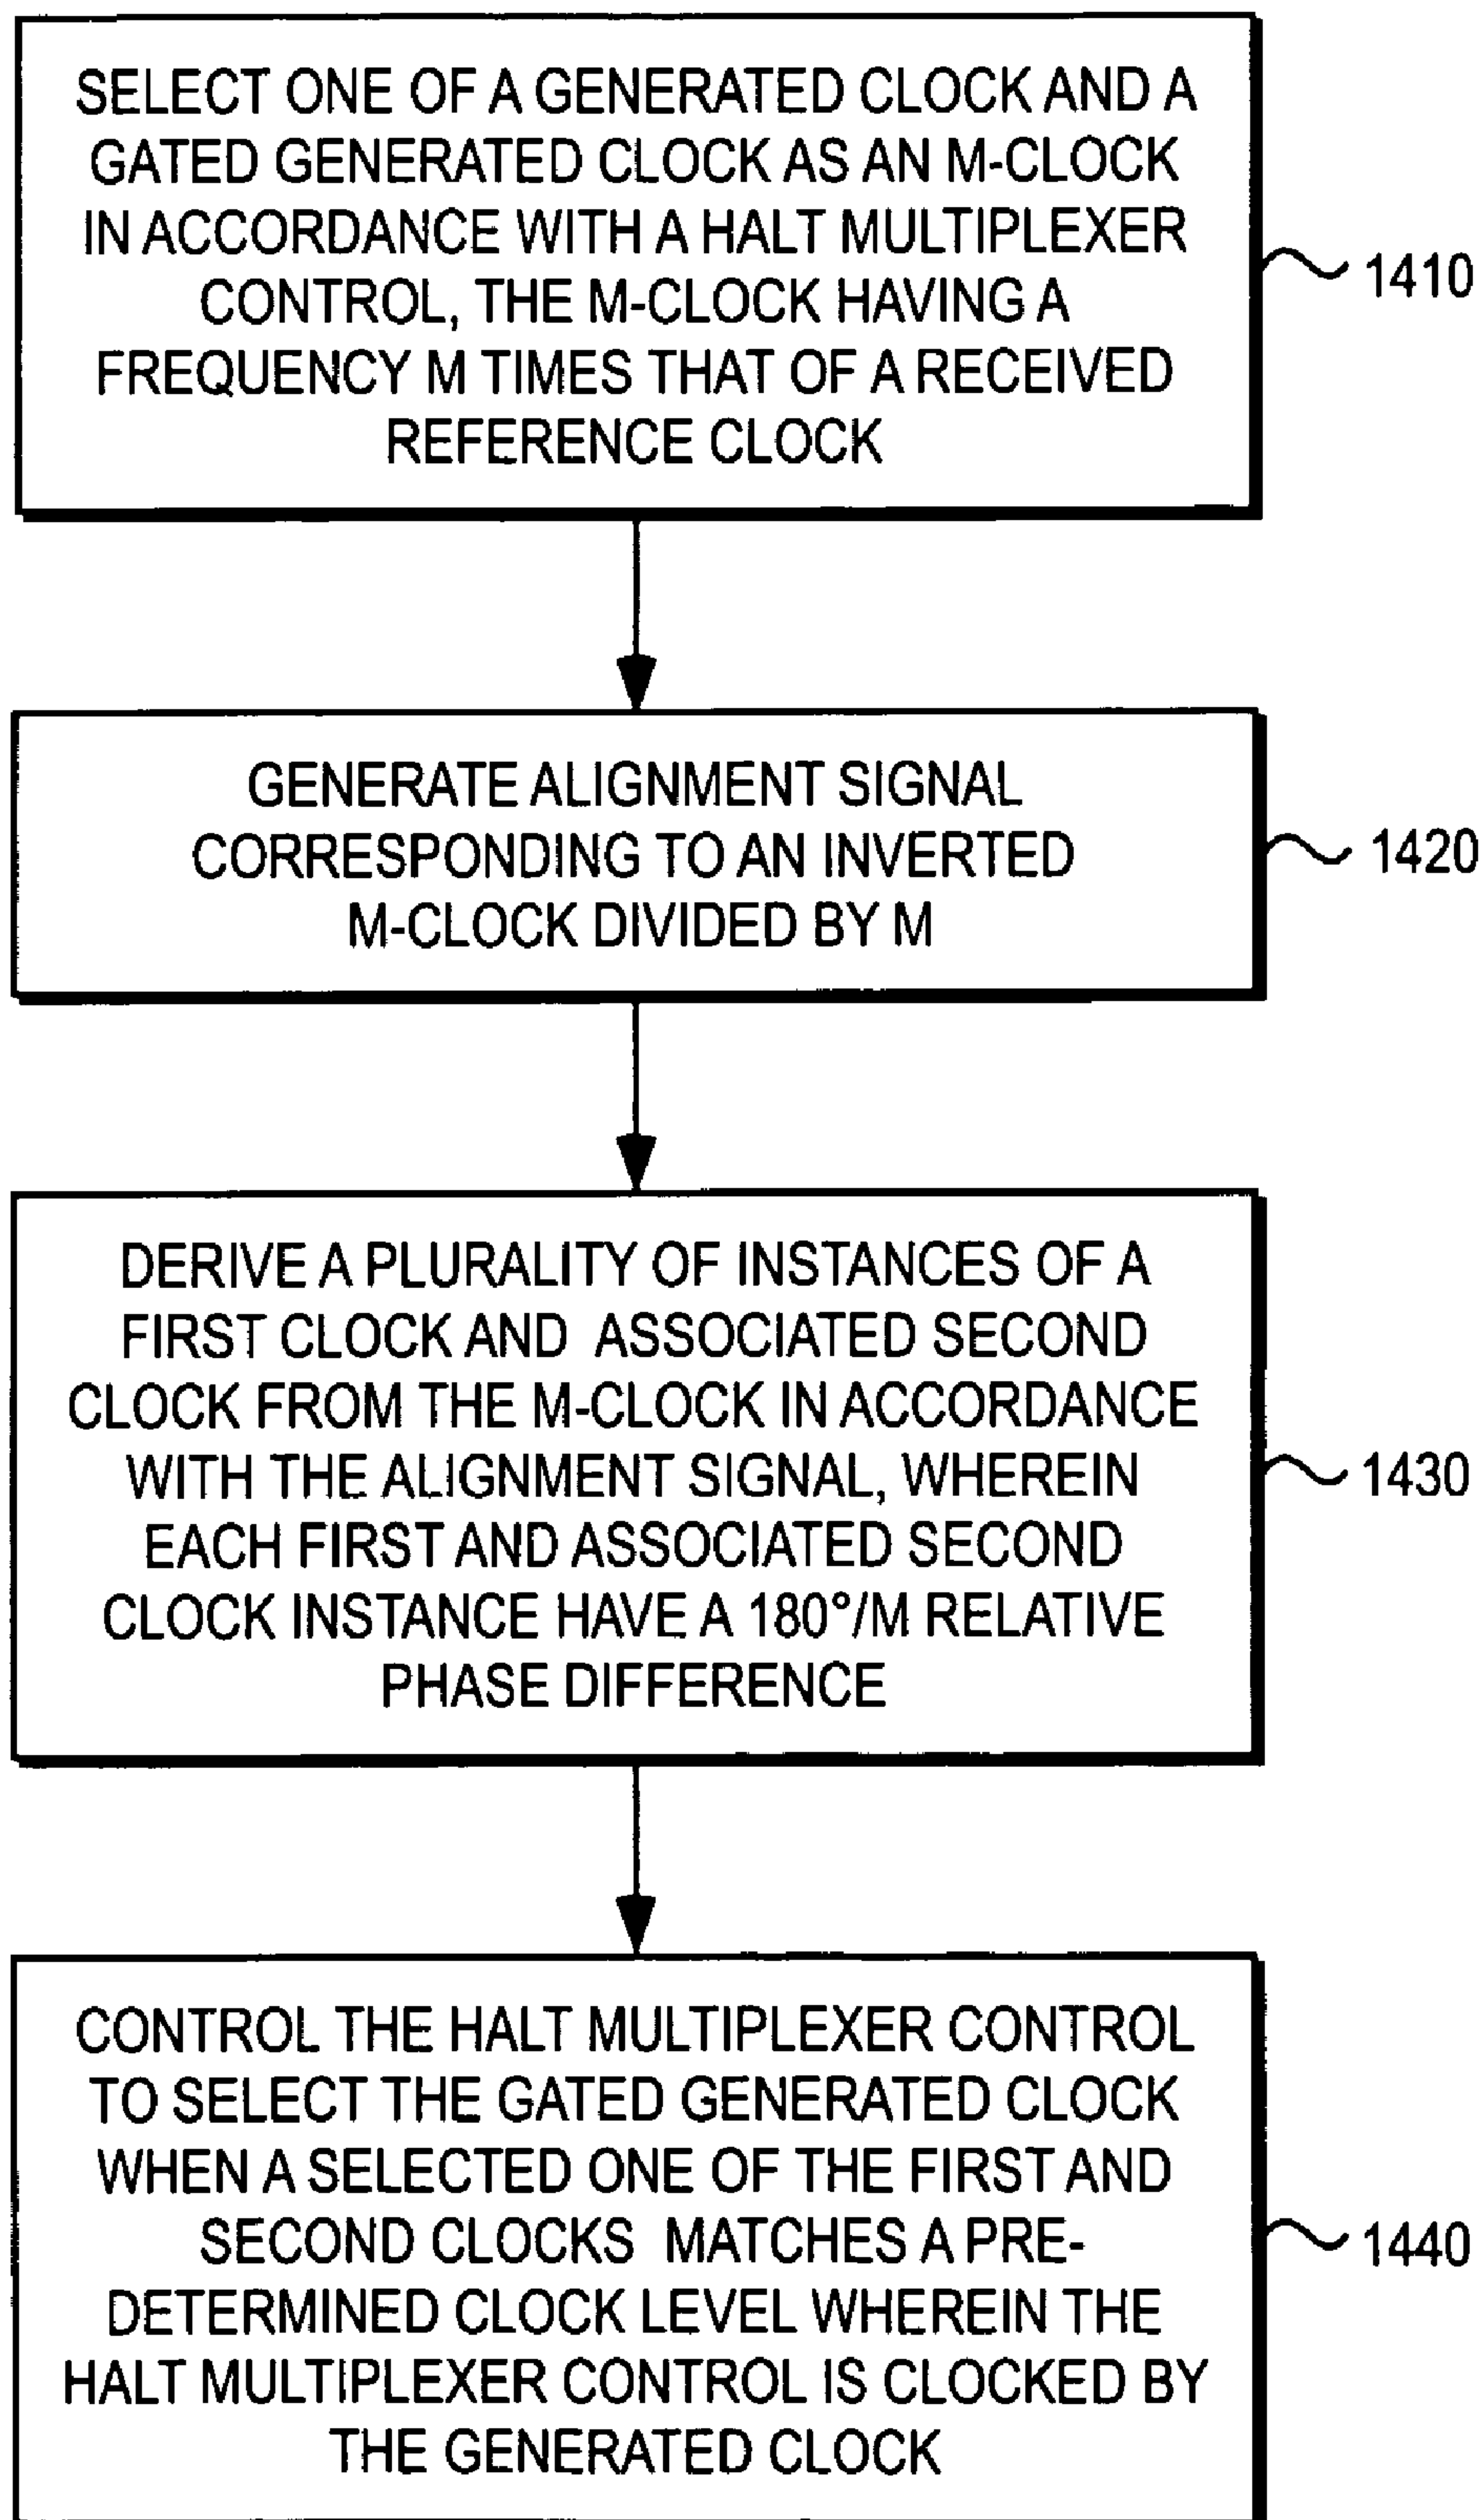 SELECT ONE OF A GENERATED CLOCK AND A
GATED GENERATED CLOCK AS AN M-CLOCK
IN ACCORDANCE WITH A HALT MULTIPLEXER
CONTROL, THE M-CLOCK HAVING A
FREQUENCY M TIMES THAT OF A RECEIVED
REFERENCE CLOCK
1410
GENERATE ALIGNMENT SIGNAL
CORRESPONDING TO AN INVERTED
M-CLOCK DIVIDED BY M
1420
DERIVE A PLURALITY OF INSTANCES OF A
FIRST CLOCK AND ASSOCIATED SECOND
CLOCK FROM THE M-CLOCK IN ACCORDANCE
WITH THE ALIGNMENT SIGNAL, WHEREIN
EACH FIRST AND ASSOCIATED SECOND
CLOCK INSTANCE HAVE A 180°/M RELATIVE
PHASE DIFFERENCE
1430
CONTROL THE HALT MULTIPLEXER CONTROL
TO SELECT THE GATED GENERATED CLOCK
WHEN A SELECTED ONE OF THE FIRST AND
SECOND CLOCKS MATCHES A PRE-
DETERMINED CLOCK LEVEL WHEREIN THE
HALT MULTIPLEXER CONTROL IS CLOCKED BY
THE GENERATED CLOCK
1440